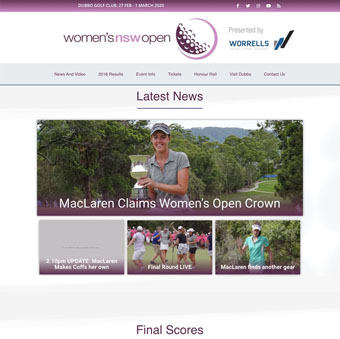 DUBBO GOLF CLUB, 27 FEB - 1 MARCH 2020
women's nsw open
Presented by
WORRELLS
News And Video 2018 Results Event Info Tickets Honour Roll Visit Dubbo Contact Us
Latest News
MacLaren Claims Women's Open Crown
2.10pm UPDATE: MacLaren
Makes Coffs her own
Final Round LIVE
MacLaren finds another gear
Final Scores